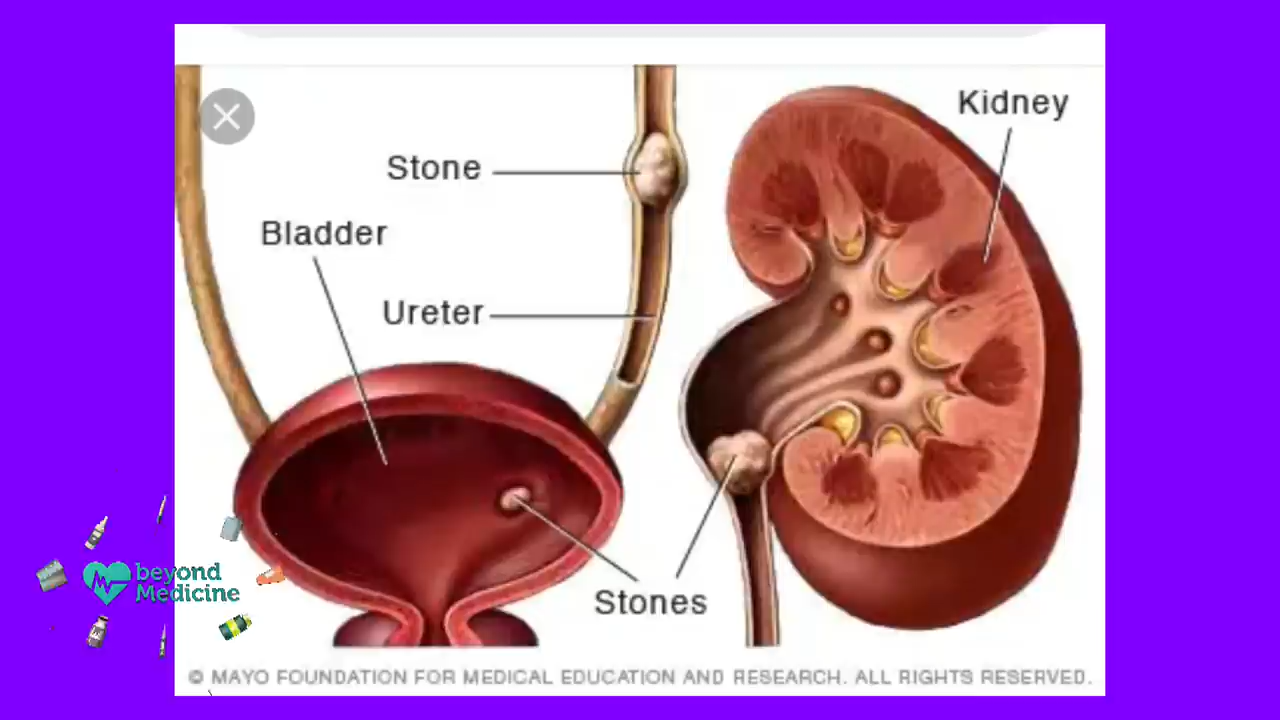 Kidney
Stone
Bladder
Ureter
Stones
beyond
Medicine
© MAYO FOUNDATION FOR MEDICAL EDUCATION AND RESEARCH. ALL RIGHTS RESERVED.